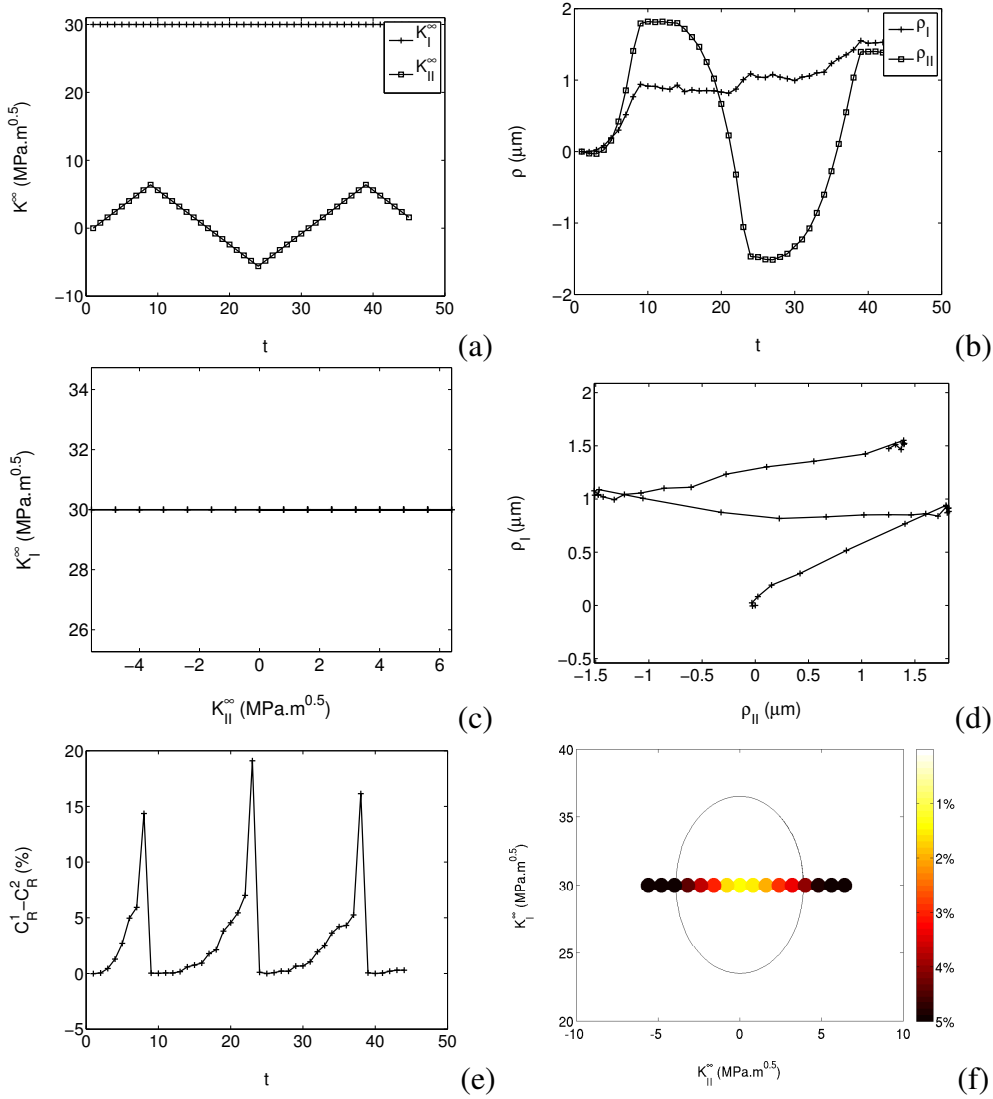 30
20
10
0
−10
K∞ (MPa.m0.5)
K∞I
K∞II
0 10 20 30 40 50
t
(a)
2
1
0
−1
−2
ρ (μm)
ρI
ρII
0 10 20 30 40 50
t
(b)
34
32
30
28
26
K∞I (MPa.m0.5)
−4 −2 0 2 4 6
K∞II (MPa.m0.5)
(c)
2
1.5
1
0.5
0
−0.5
ρI (μm)
−1.5 −1 −0.5 0 0.5 1 1.5
ρII (μm)
(d)
20
15
10
5
0
−5
C1R−C2R (%)
0 10 20 30 40
t
(e)
40
35
30
25
20
K∞I (MPa.m0.5)
-10 -5 0 5 10
K∞II (MPa.m0.5)
1%
2%
3%
4%
5%
(f)